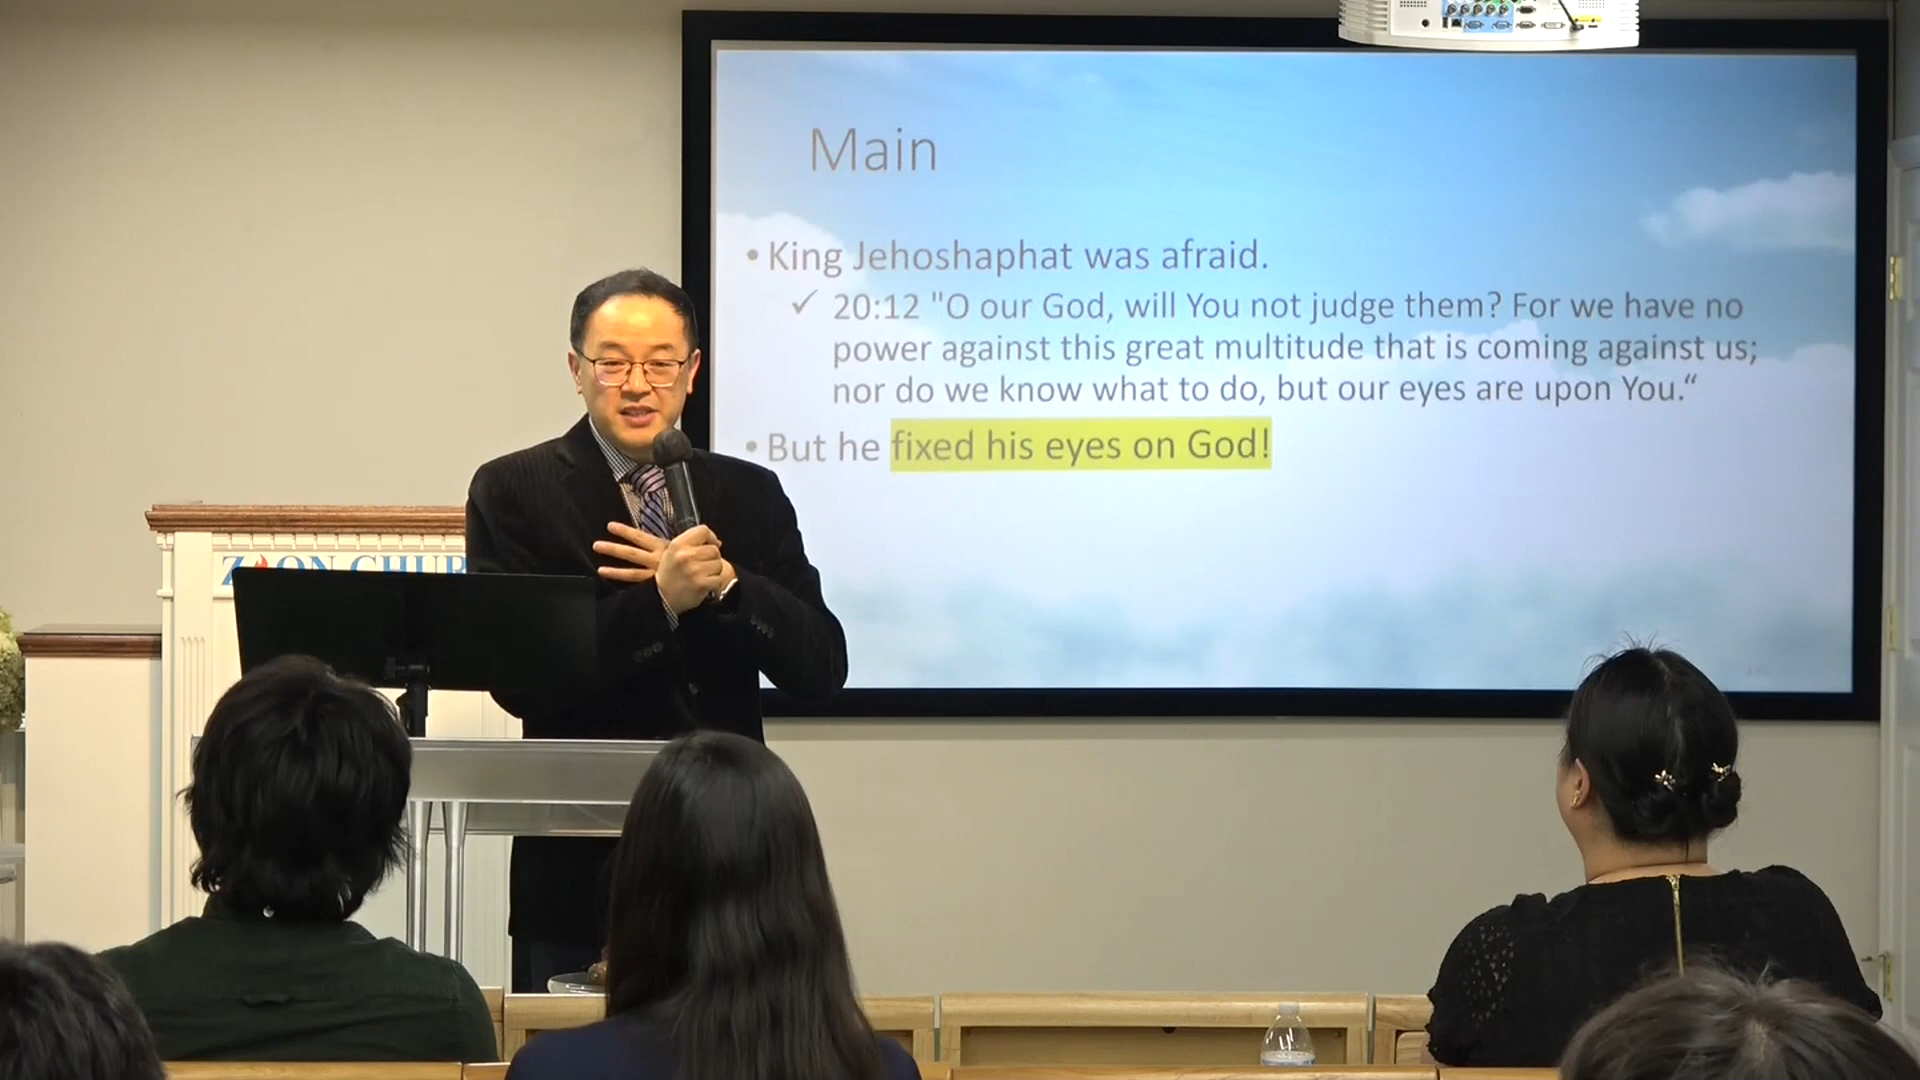 Main
• King Jehoshaphat was afraid.
✓ 20:12 "O our God, will You not judge them? For we have no
power against this great multitude that is coming against us;
nor do we know what to do, but our eyes are upon You.“
• But he fixed his eyes on God!
ZION CHUR